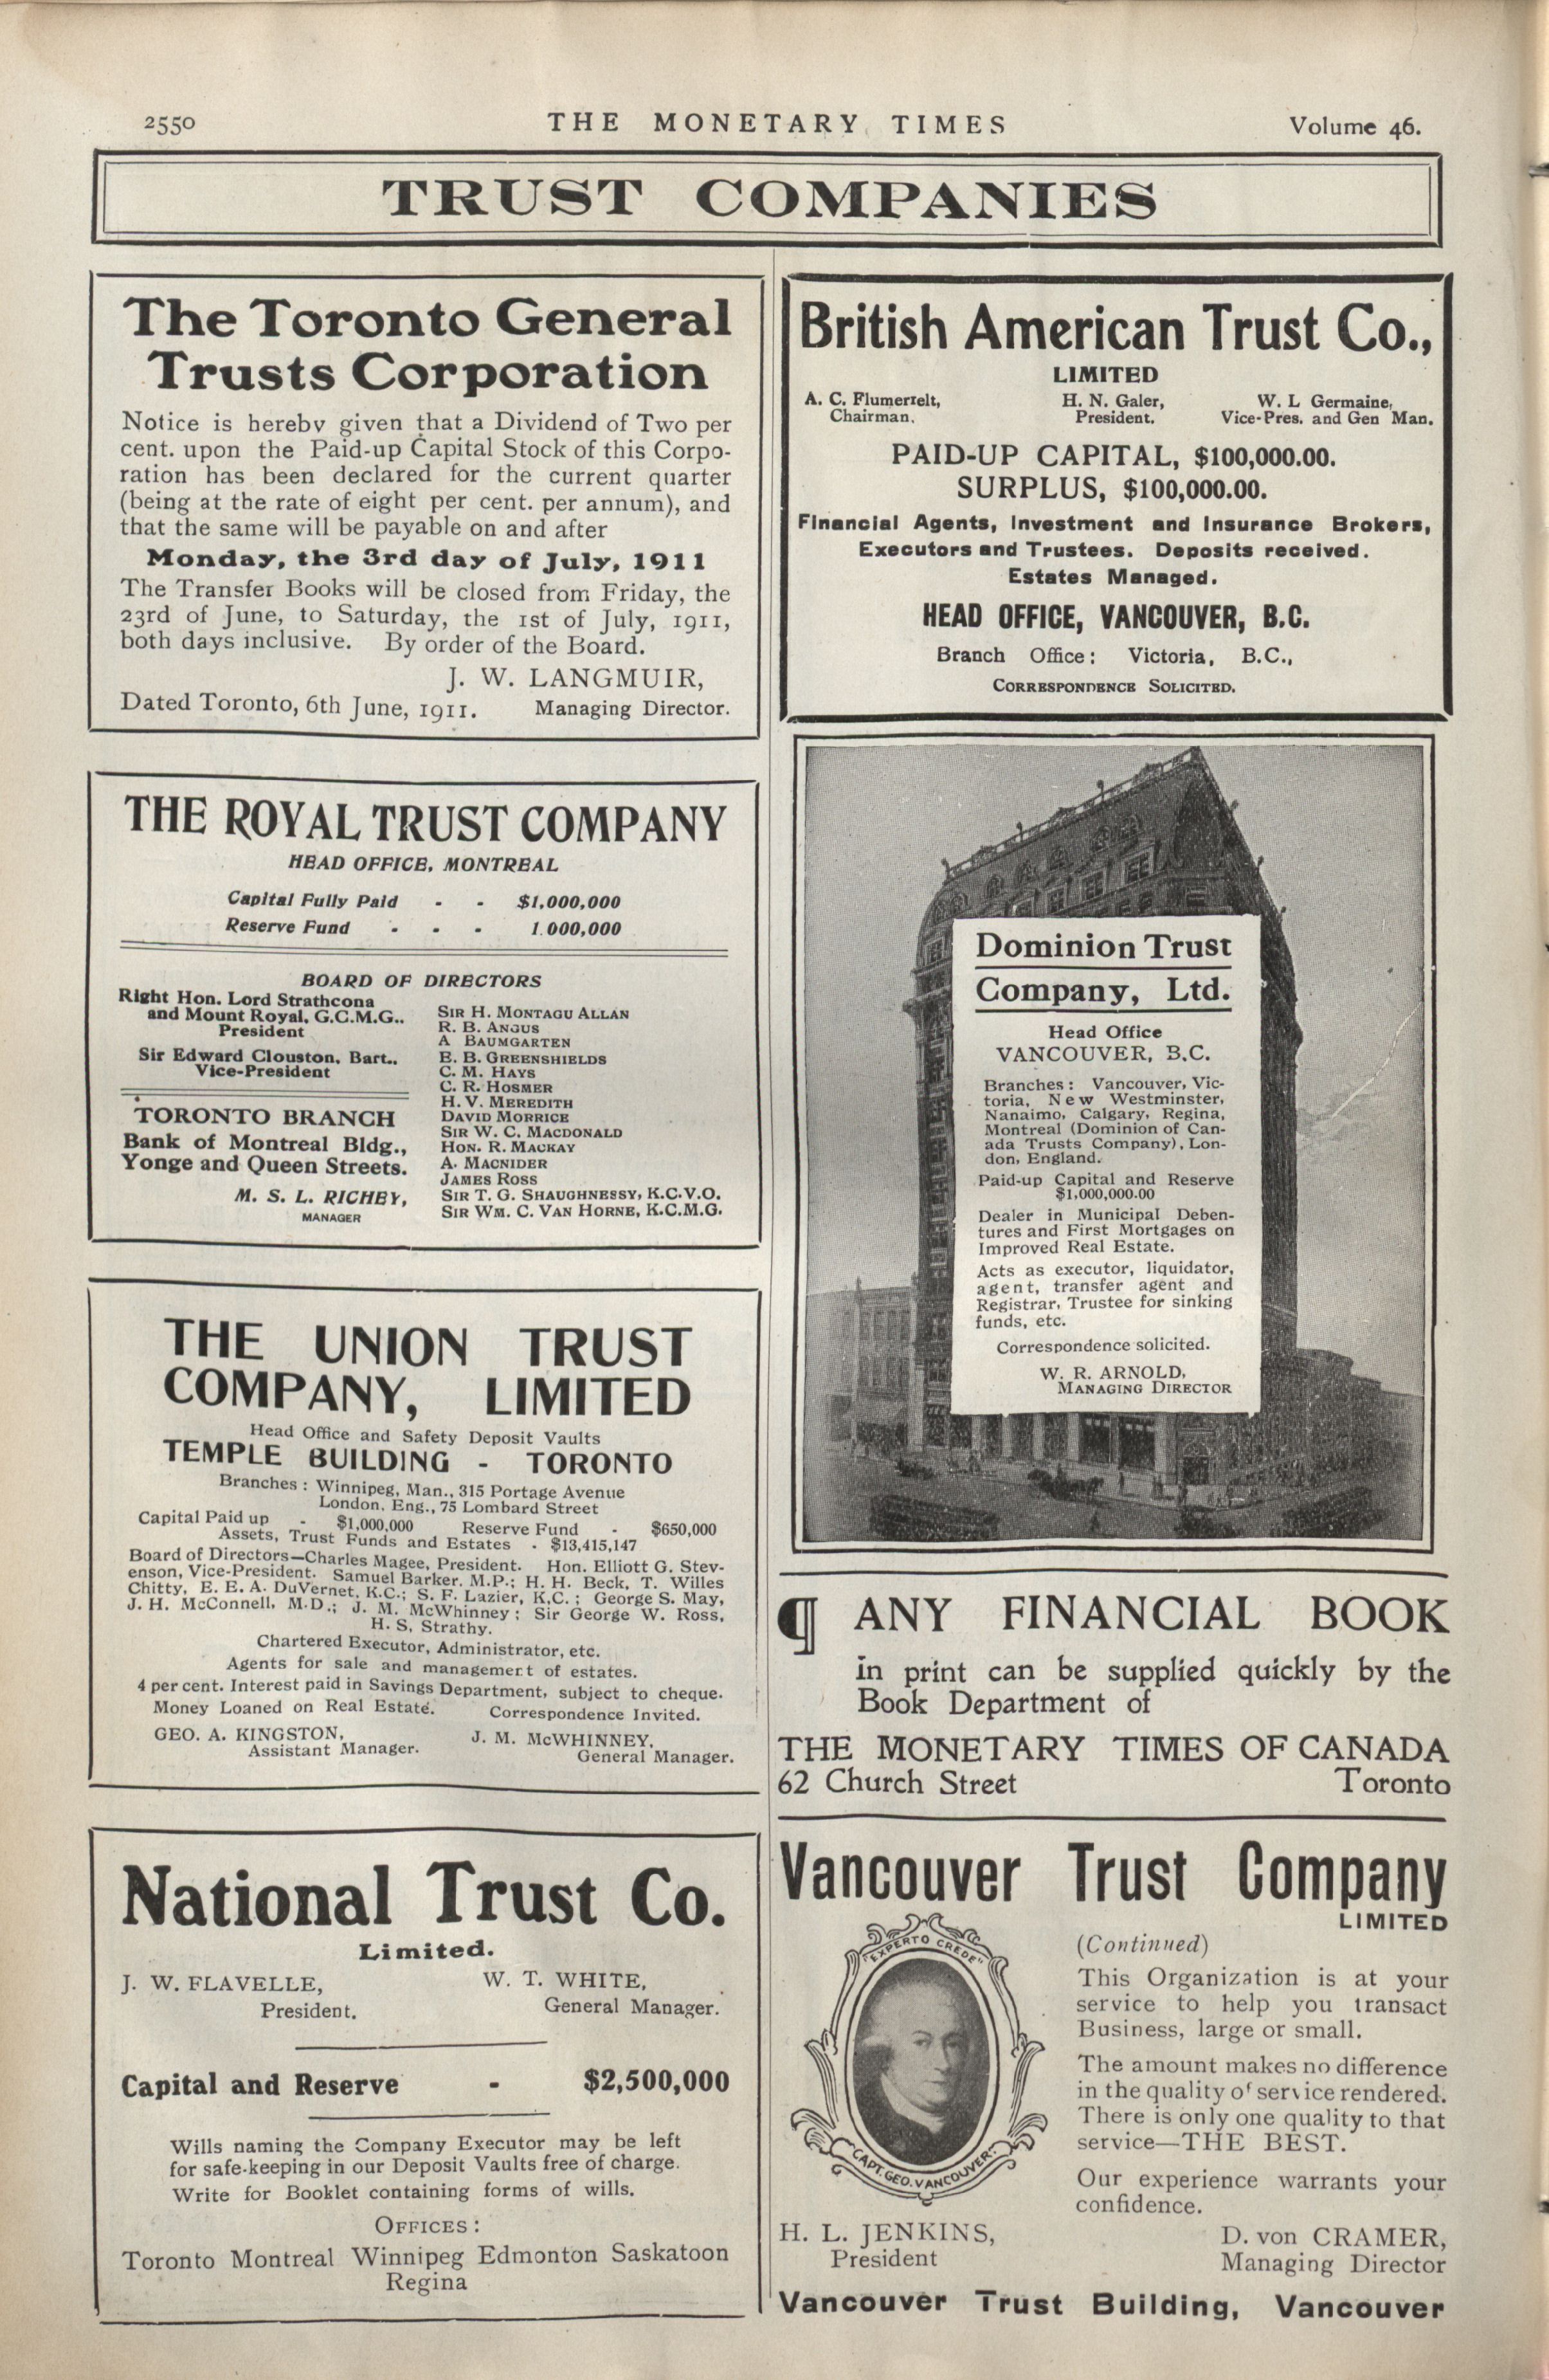 2550
THE MONETARY TIMES
Volume 46.
TRUST COMPANIES
The Toronto General
Trusts Corporation
Notice is hereby given that a Dividend of Two per
cent. upon the Paid-up Capital Stock of this Corpo-
ration has been declared for the current quarter
(being at the rate of eight per cent. per annum), and
that the same will be payable on and after
Monday, the 3rd day of July, 1911
The Transfer Books will be closed from Friday, the
23rd of June, to Saturday, the 1st of July, 1911,
both days inclusive. By order of the Board.
J. W. LANGMUIR,
Dated Toronto, 6th June, 1911. Managing Director.
THE ROYAL TRUST COMPANY
HEAD OFFICE, MONTREAL
Capital Fully Paid - - $1,000,000
Reserve Fund - - - 1.000,000
BOARD OF DIRECTORS
Right Hon. Lord Strathcona
and Mount Royal, G.C.M.G..
President
Sir Edward Clouston, Bart..
Vice-President
TORONTO BRANCH
Bank of Montreal Bldg.,
Yonge and Queen Streets.
M. S. L. RICHEY,
MANAGER
SIR H. MONTAGU ALLAN
R. B. ANGUS
A BAUMGARTEN
E. B. GREENSHIELDS
C. M. HAYS
C. R. HOSMER
H. V. MEREDITH
DAVID MORRICE
SIR W. C. MACDONALD
HON. R. MACKAY
A. MACNIDER
JAMES ROSS
SIR T. G. SHAUGHNESSY, K.C.V.O.
SIR WM. C. VAN HORNE, K.C.M.G.
THE UNION TRUST
COMPANY, LIMITED
Head Office and Safety Deposit Vaults
TEMPLE BUILDING - TORONTO
Branches : Winnipeg, Man., 315 Portage Avenue
London, Eng., 75 Lombard Street
Capital Paid up - $1,000,000 Reserve Fund - $650,000
Assets, Trust Funds and Estates - $13,415,147
Board of Directors—Charles Magee, President. Hon. Elliott G. Stev-
enson, Vice-President. Samuel Barker, M.P.; H. H. Beck, T. Willes
Chitty, E. E. A. DuVernet, K.C.; S. F. Lazier, K.C. ; George S. May,
J. H. McConnell, M.D.; J. M. McWhinney; Sir George W. Ross,
H. S. Strathy.
Chartered Executor, Administrator, etc.
Agents for sale and management of estates.
4 per cent. Interest paid in Savings Department, subject to cheque.
Money Loaned on Real Estate. Correspondence Invited.
GEO. A. KINGSTON, J. M. McWHINNEY,
Assistant Manager. General Manager.
National Trust Co.
Limited.
J. W. FLAVELLE, W. T. WHITE,
President. General Manager.
Capital and Reserve - $2,500,000
Wills naming the Company Executor may be left
for safe-keeping in our Deposit Vaults free of charge.
Write for Booklet containing forms of wills.
OFFICES :
Toronto Montreal Winnipeg Edmonton Saskatoon
Regina
British American Trust Co.,
LIMITED
A. C. Flumerfelt, H. N. Galer, W. L Germaine,
Chairman. President. Vice-Pres. and Gen Man.
PAID-UP CAPITAL, $100,000.00.
SURPLUS, $100,000.00.
Financial Agents, Investment and Insurance Brokers,
Executors and Trustees. Deposits received.
Estates Managed.
HEAD OFFICE, VANCOUVER, B.C.
Branch Office : Victoria, B.C.,
CORRESPONDENCE SOLICITED.
Dominion Trust
Company, Ltd.
Head Office
VANCOUVER, B.C.
Branches : Vancouver, Vic-
toria, New Westminster,
Nanaimo, Calgary, Regina,
Montreal (Dominion of Can-
ada Trusts Company), Lon-
don, England.
Paid-up Capital and Reserve
$1,000,000.00
Dealer in Municipal Deben-
tures and First Mortgages on
Improved Real Estate.
Acts as executor, liquidator,
agent, transfer agent and
Registrar, Trustee for sinking
funds, etc.
Correspondence solicited.
W. R. ARNOLD,
MANAGING DIRECTOR
¶ ANY FINANCIAL BOOK
in print can be supplied quickly by the
Book Department of
THE MONETARY TIMES OF CANADA
62 Church Street Toronto
Vancouver Trust Company
LIMITED
"EXPERTO CREDE"
CAPT. GEO. VANCOUVER.
(Continued)
This Organization is at your
service to help you transact
Business, large or small.
The amount makes no difference
in the quality of service rendered.
There is only one quality to that
service—THE BEST.
Our experience warrants your
confidence.
H. L. JENKINS, D. von CRAMER,
President Managing Director
Vancouver Trust Building, Vancouver